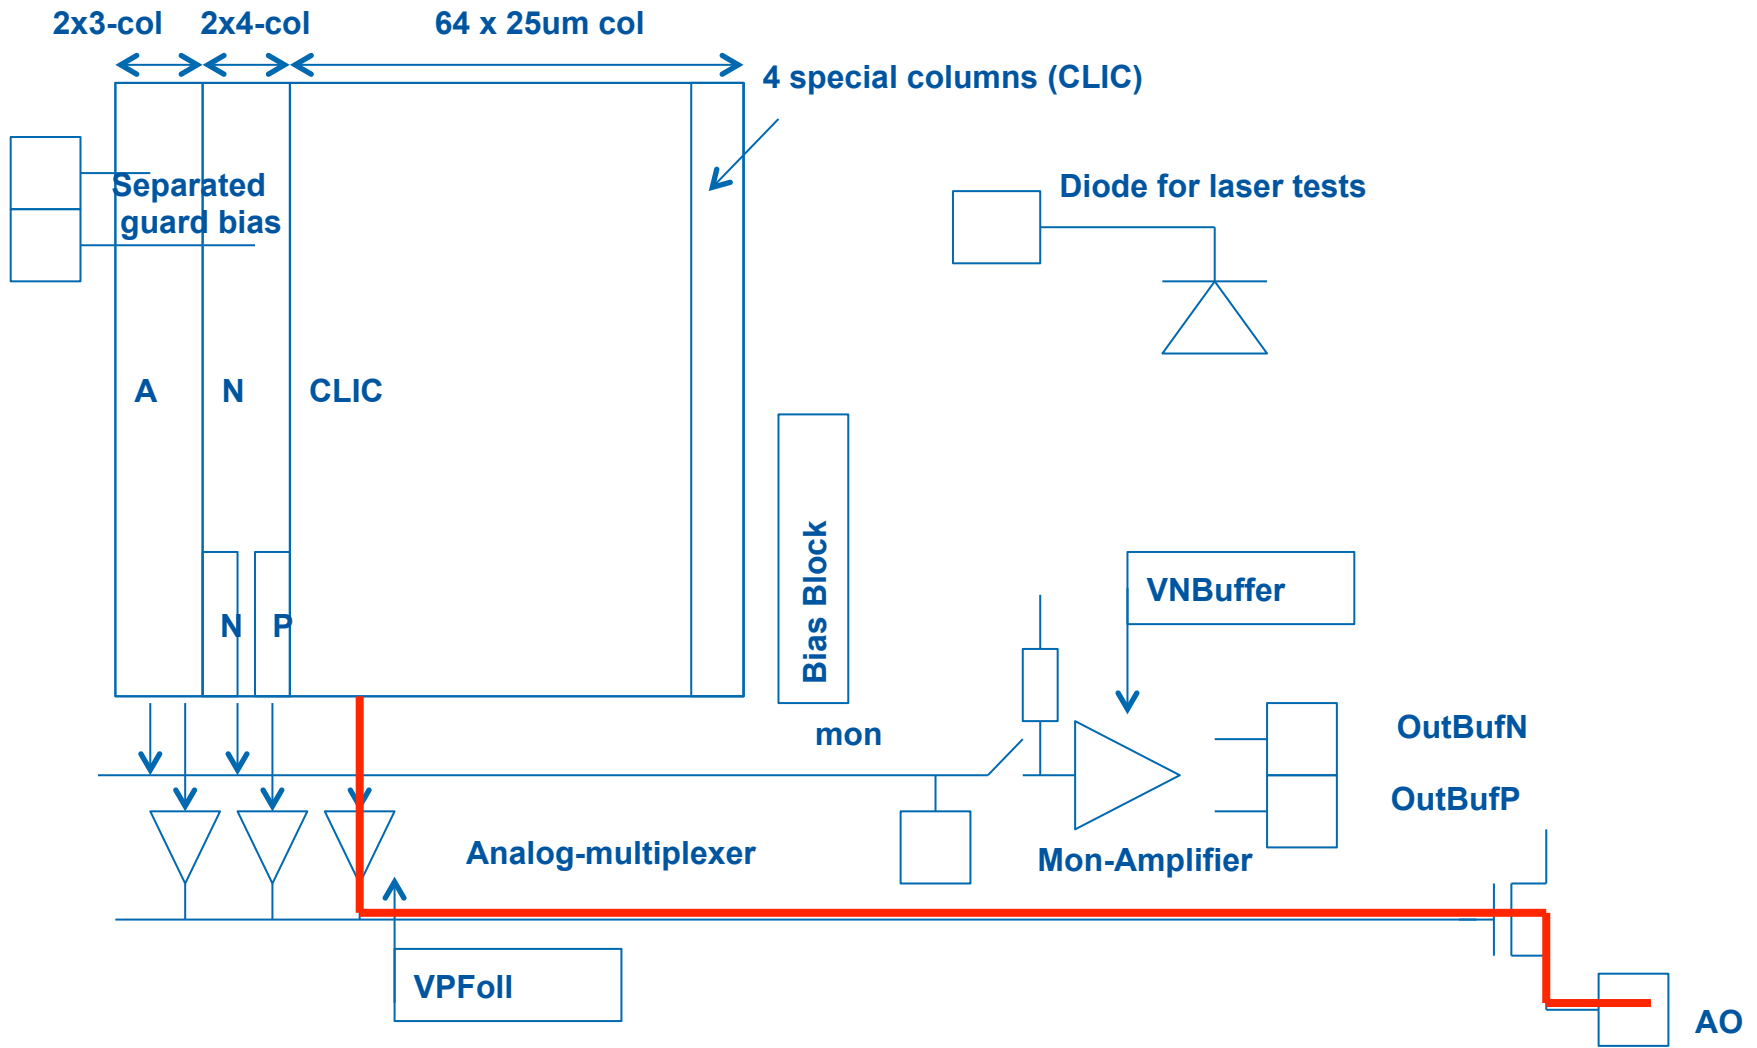 2x3-col
2x4-col
64 x 25um col
4 special columns (CLIC)
Separated
guard bias
Diode for laser tests
A
N
CLIC
Bias Block
VNBuffer
N
P
mon
OutBufN
OutBufP
Analog-multiplexer
Mon-Amplifier
VPFoll
AO